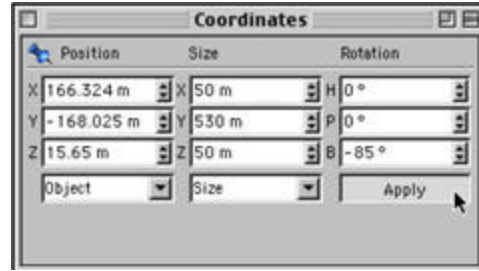 Coordinates
Position Size Rotation
X 166.324 m X 50 m H 0°
Y -168.025 m Y 530 m P 0°
Z 15.65 m Z 50 m B -85°
Object Size Apply